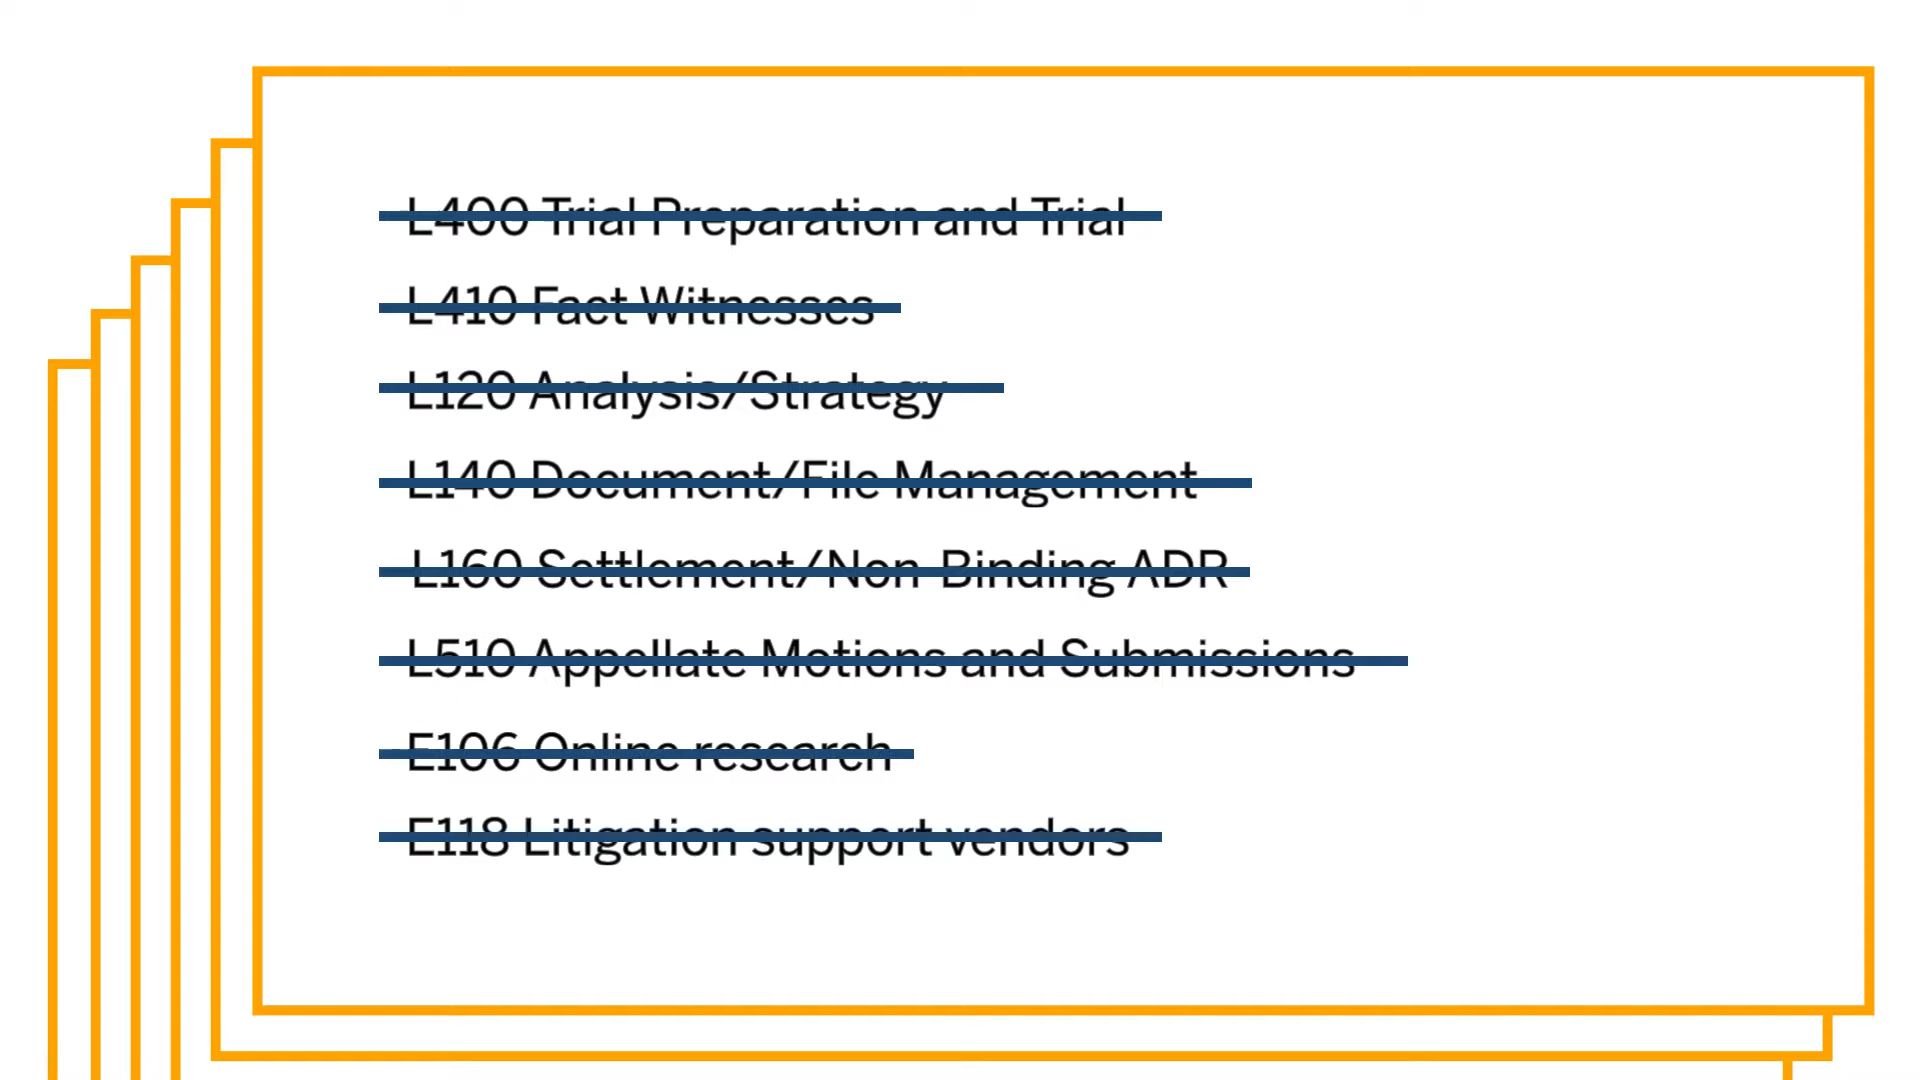 L400 Trial Preparation and Trial
L410 Fact Witnesses
L120 Analysis/Strategy
L140 Document/File Management
L160 Settlement/Non-Binding ADR
L510 Appellate Motions and Submissions
E106 Online research
E118 Litigation support vendors